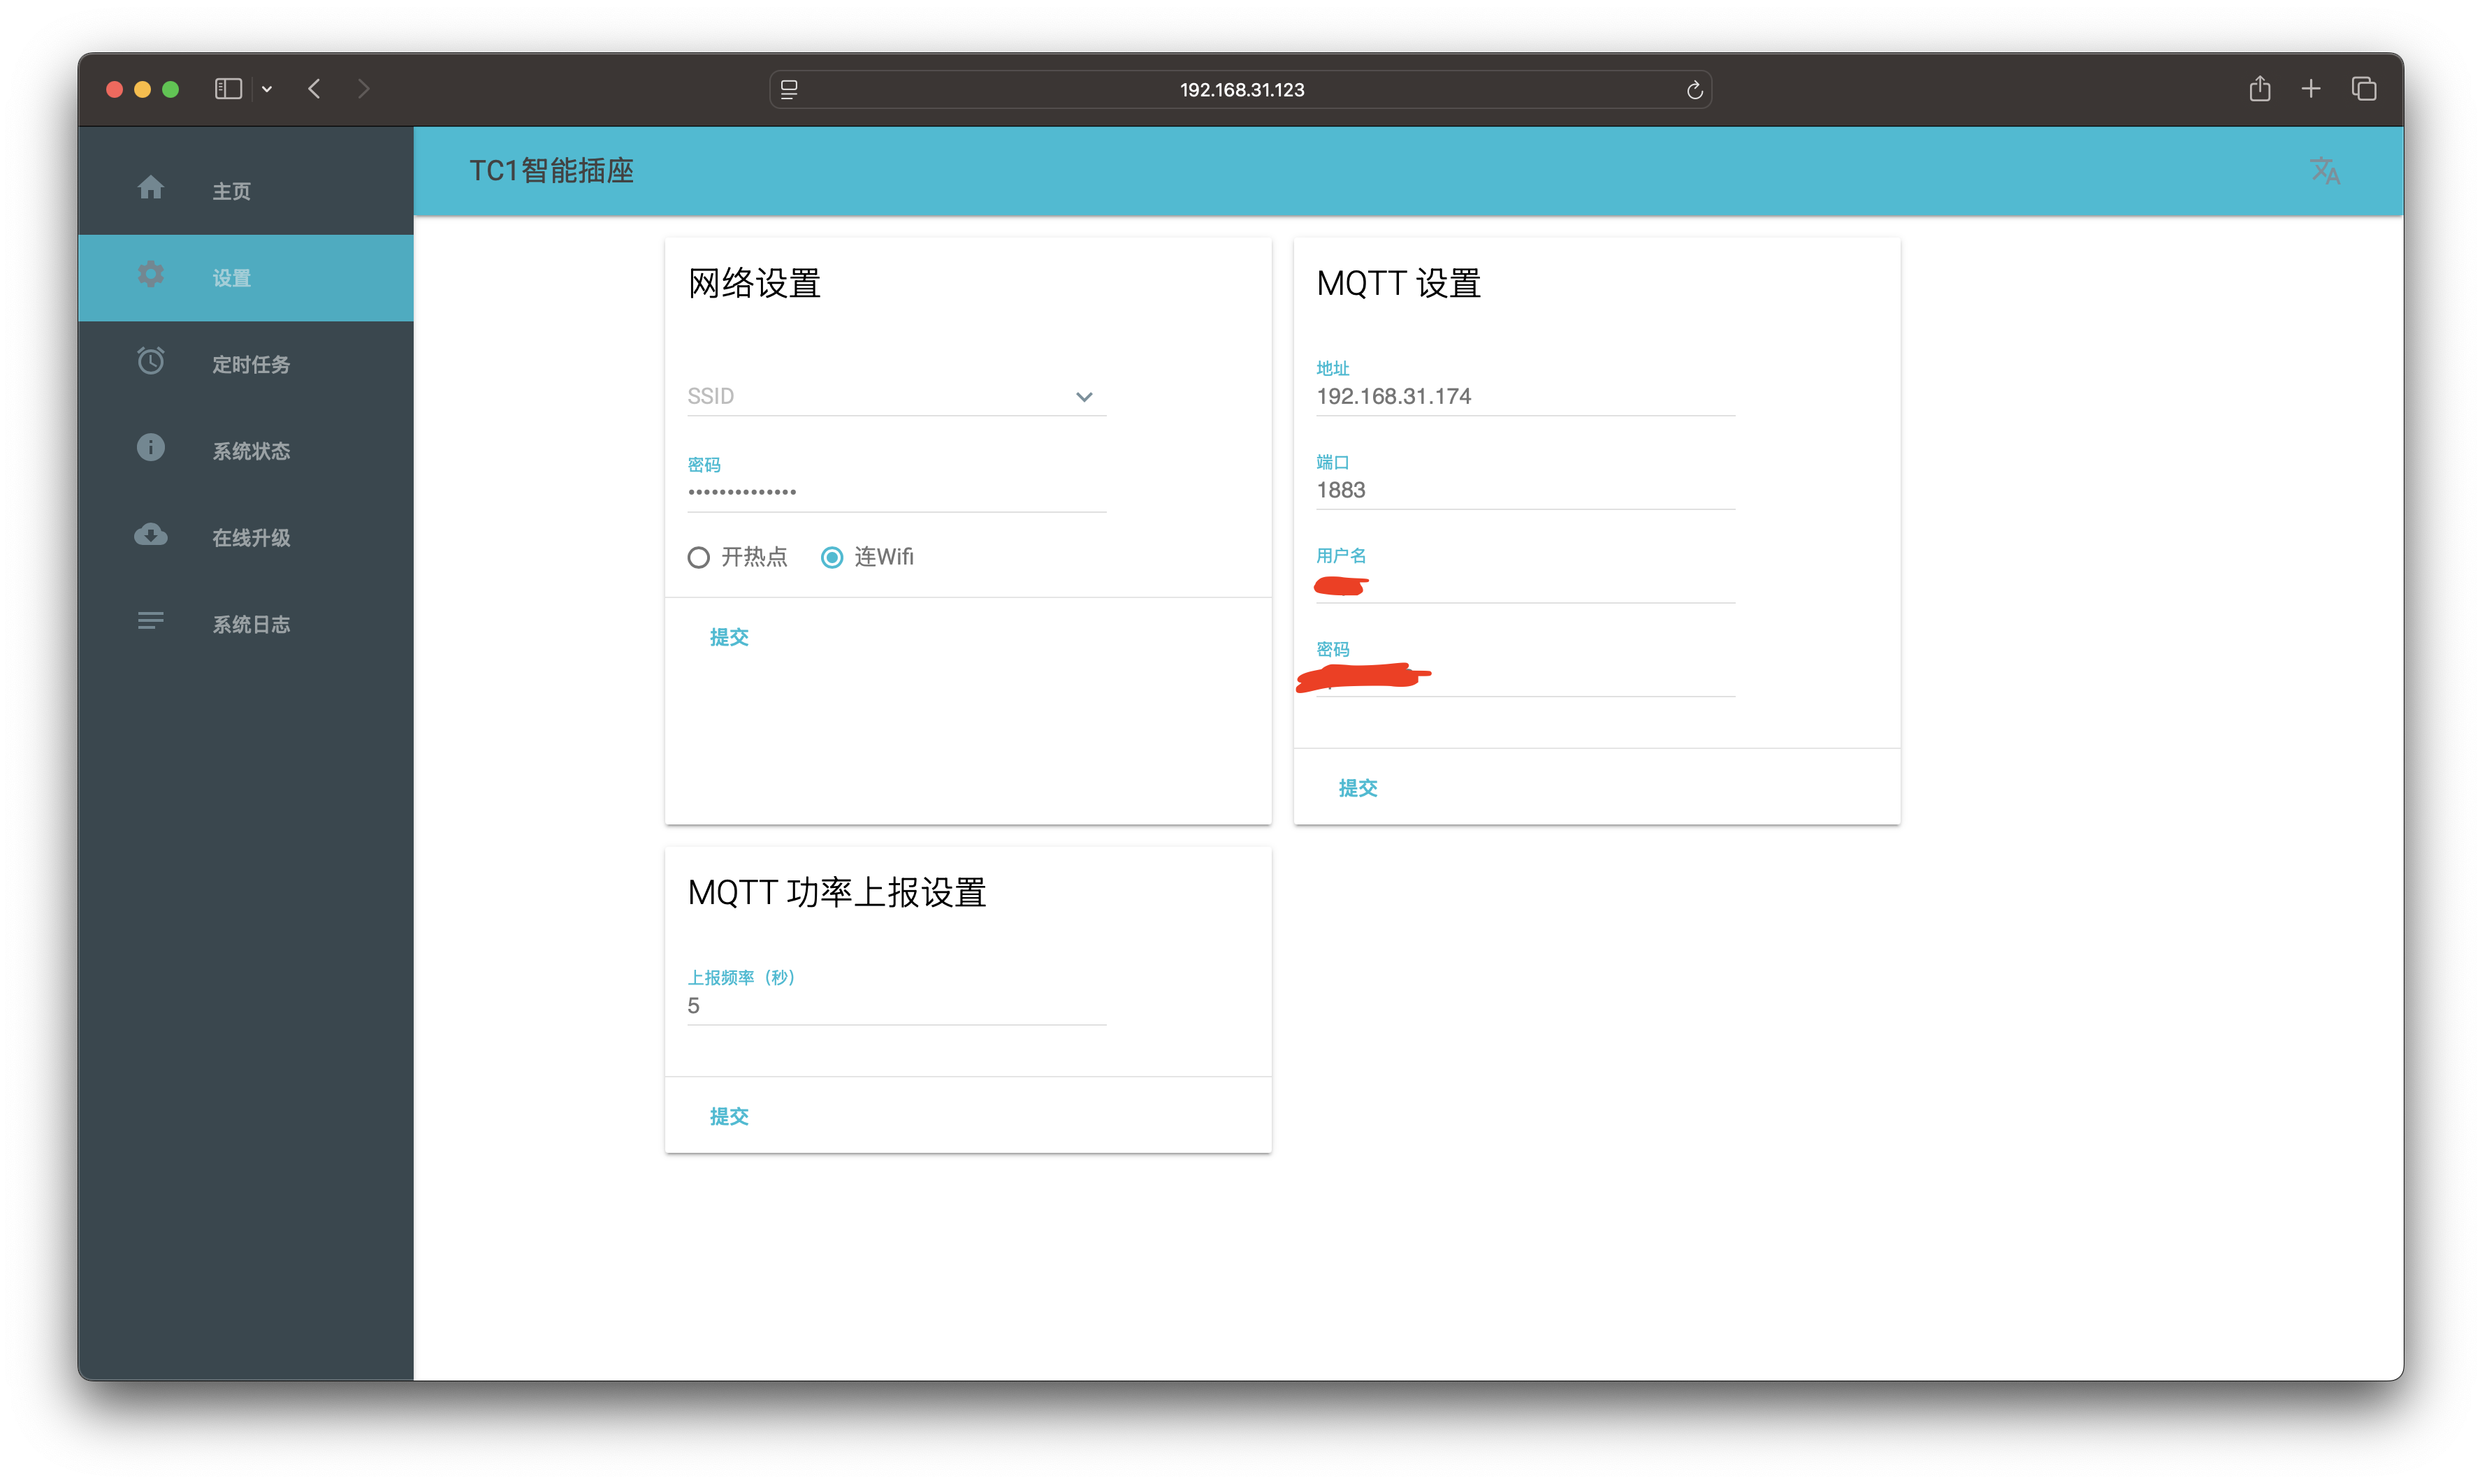 192.168.31.123
TC1智能插座
主页
设置
定时任务
系统状态
在线升级
系统日志
网络设置
SSID
密码
••••••••••••••
开热点
连Wifi
提交
MQTT 设置
地址
192.168.31.174
端口
1883
用户名
密码
提交
MQTT 功率上报设置
上报频率（秒）
5
提交